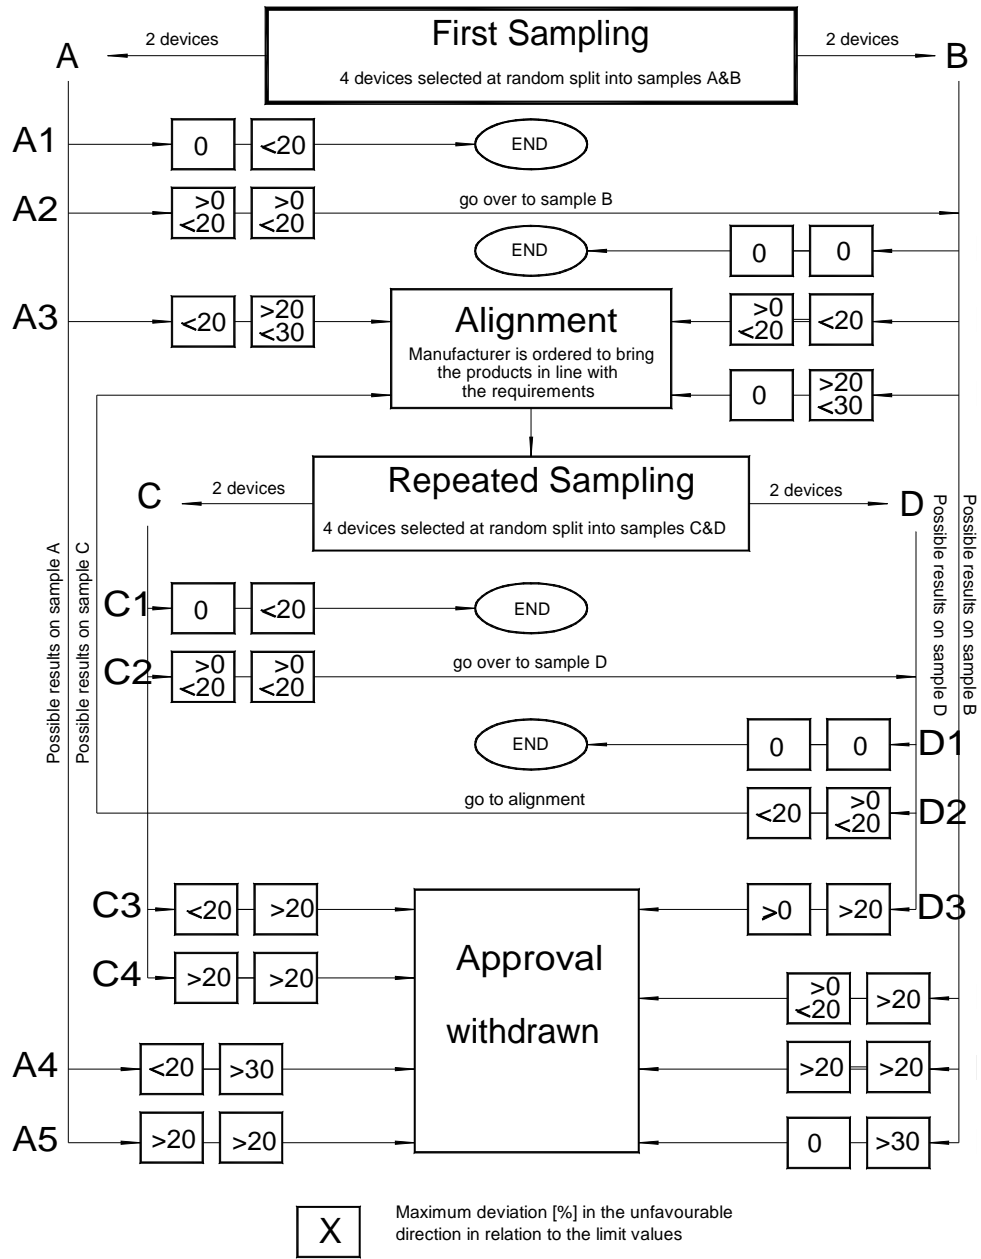 First Sampling
4 devices selected at random split into samples A&B
A
2 devices
2 devices
B
A1
0
<20
END
A2
>0
<20
>0
<20
go over to sample B
END
0
0
A3
<20
>20
<30
Alignment
Manufacturer is ordered to bring
the products in line with
the requirements
>0
<20
<20
0
>20
<30
Repeated Sampling
4 devices selected at random split into samples C&D
C
2 devices
2 devices
D
Possible results on sample A
Possible results on sample C
Possible results on sample D
Possible results on sample B
C1
0
<20
END
C2
>0
<20
>0
<20
go over to sample D
END
0
0
D1
go to alignment
<20
>0
<20
D2
C3
<20
>20
Approval
withdrawn
>0
>20
D3
C4
>20
>20
>0
<20
>20
A4
<20
>30
>20
>20
A5
>20
>20
0
>30
X
Maximum deviation [%] in the unfavourable
direction in relation to the limit values